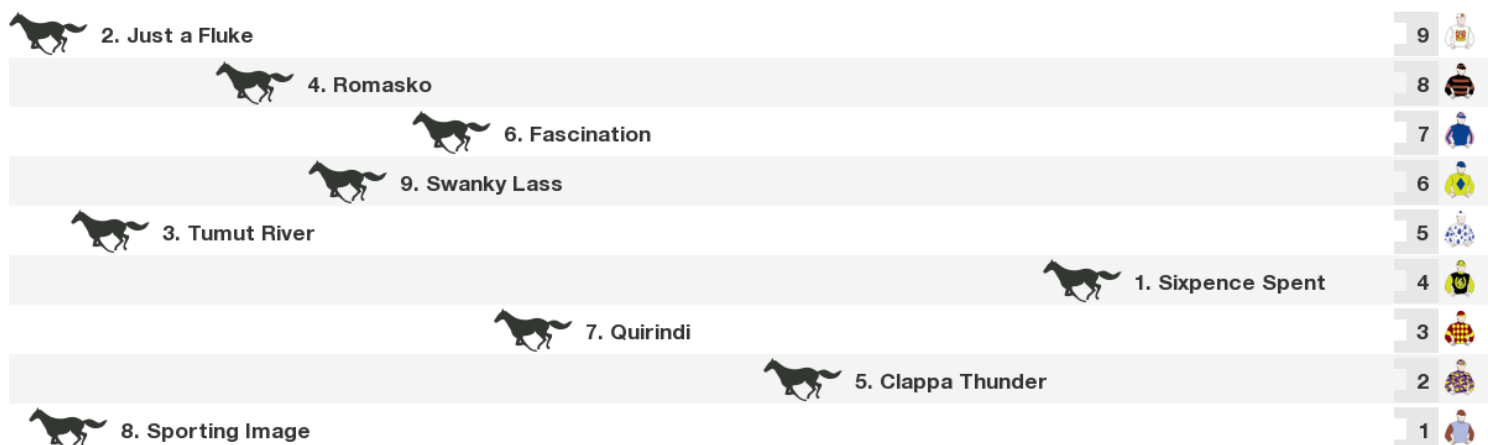 2. Just a Fluke 9
4. Romasko 8
6. Fascination 7
9. Swanky Lass 6
3. Tumut River 5
1. Sixpence Spent 4
7. Quirindi 3
5. Clappa Thunder 2
8. Sporting Image 1